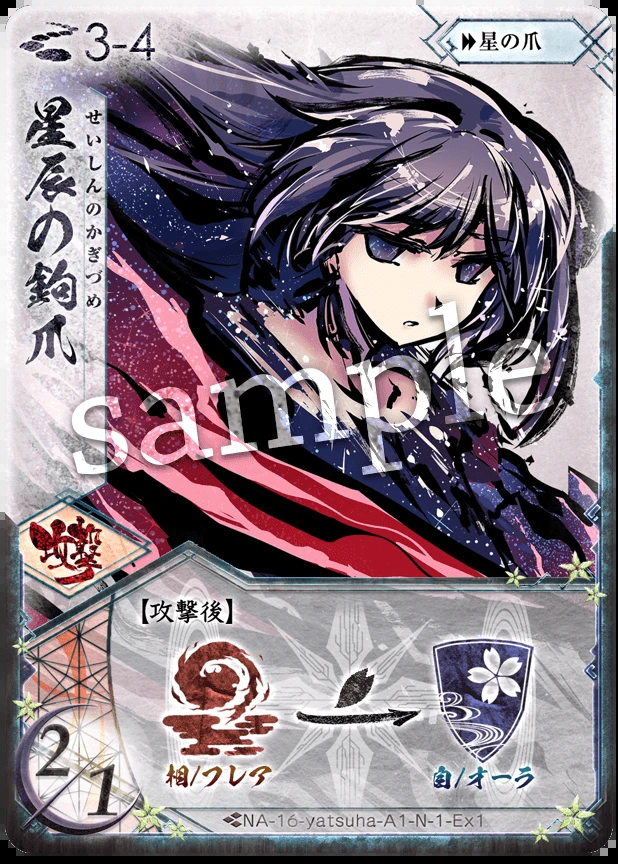 3-4
▶▶星の爪
星辰の鉤爪
せいしんのかぎづめ
sample
攻撃
【攻撃後】
相/フレア
自/オーラ
2/1
NA-16-yatsuha-A1-N-1-Ex1